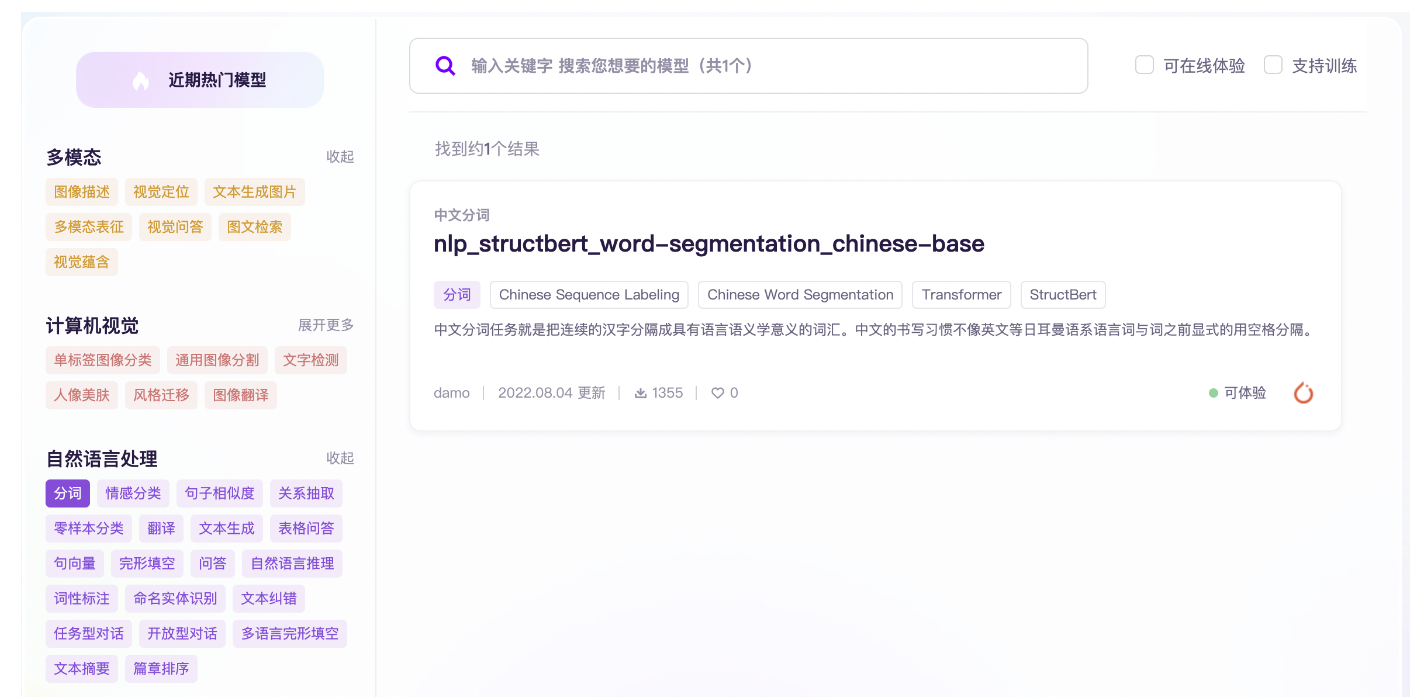 近期热门模型
多模态 收起
图像描述 视觉定位 文本生成图片
多模态表征 视觉问答 图文检索
视觉蕴含
计算机视觉 展开更多
单标签图像分类 通用图像分割 文字检测
人像美肤 风格迁移 图像翻译
自然语言处理 收起
分词 情感分类 句子相似度 关系抽取
零样本分类 翻译 文本生成 表格问答
句向量 完形填空 问答 自然语言推理
词性标注 命名实体识别 文本纠错
任务型对话 开放型对话 多语言完形填空
文本摘要 篇章排序
输入关键字 搜索您想要的模型（共1个） 可在线体验 支持训练
找到约1个结果
中文分词
nlp_structbert_word-segmentation_chinese-base
分词 Chinese Sequence Labeling Chinese Word Segmentation Transformer StructBert
中文分词任务就是把连续的汉字分隔成具有语言语义学意义的词汇。中文的书写习惯不像英文等日耳曼语系语言词与词之前显式的用空格分隔。
damo | 2022.08.04 更新 | 1355 | 0 可体验